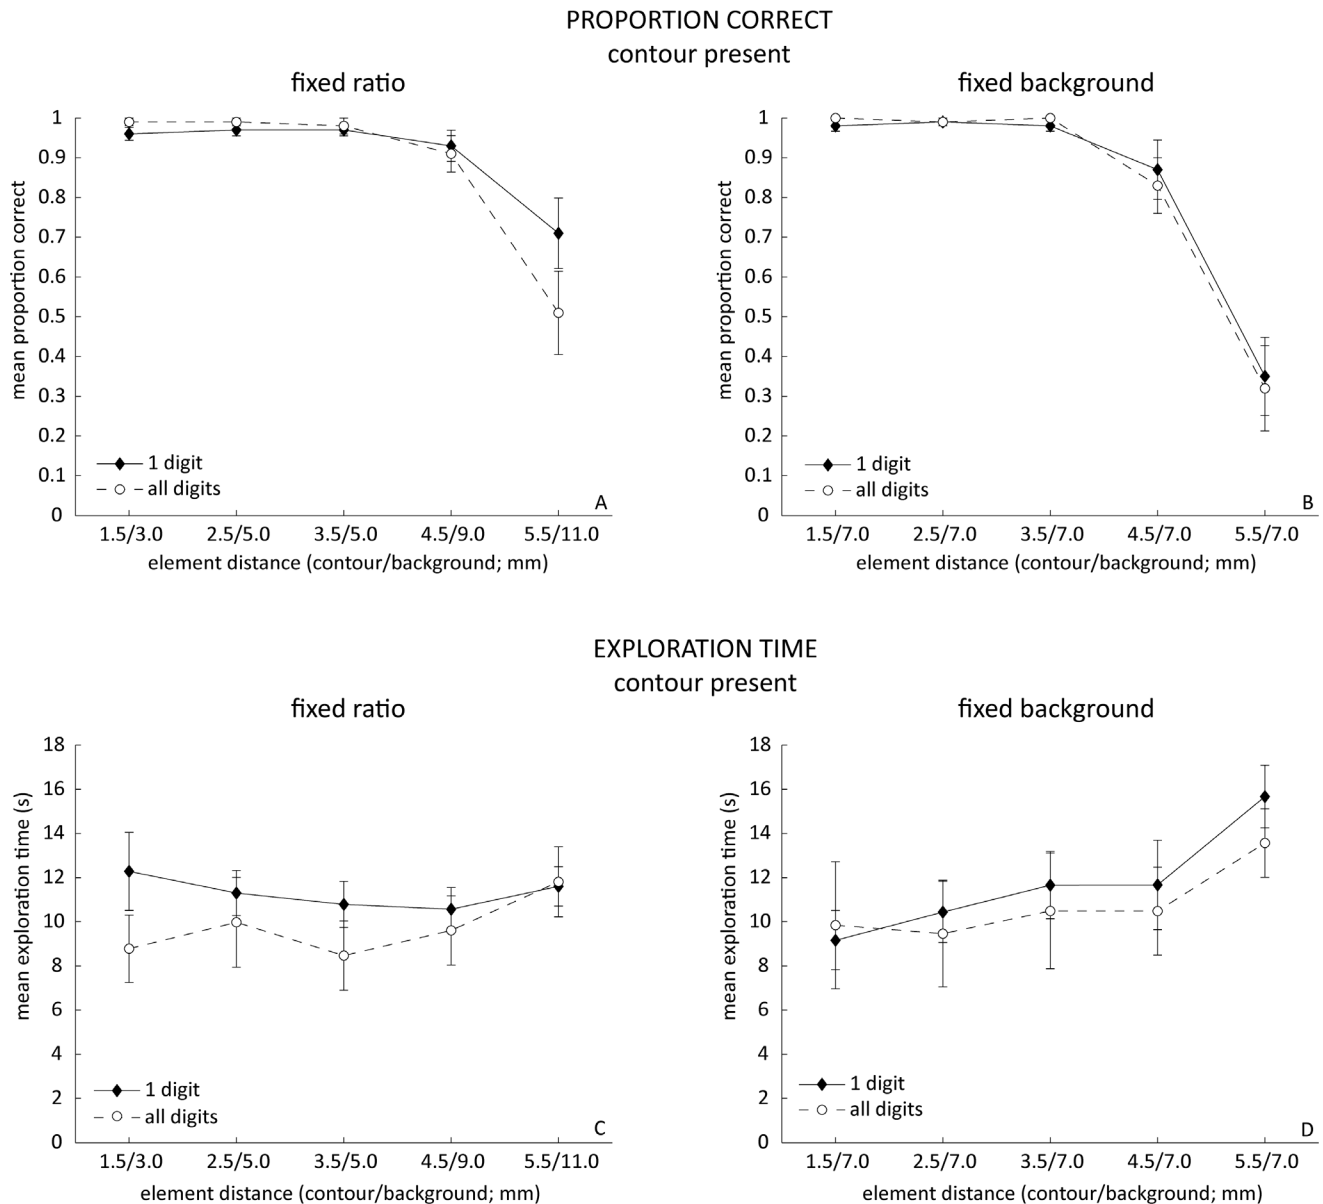 PROPORTION CORRECT
contour present
fixed ratio
mean proportion correct
1
0.9
0.8
0.7
0.6
0.5
0.4
0.3
0.2
0.1
0
1 digit
all digits
A
1.5/3.0 2.5/5.0 3.5/5.0 4.5/9.0 5.5/11.0
element distance (contour/background; mm)
fixed background
mean proportion correct
1
0.9
0.8
0.7
0.6
0.5
0.4
0.3
0.2
0.1
0
1 digit
all digits
B
1.5/7.0 2.5/7.0 3.5/7.0 4.5/7.0 5.5/7.0
element distance (contour/background; mm)
EXPLORATION TIME
contour present
fixed ratio
mean exploration time (s)
18
16
14
12
10
8
6
4
2
0
1 digit
all digits
C
1.5/3.0 2.5/5.0 3.5/5.0 4.5/9.0 5.5/11.0
element distance (contour/background; mm)
fixed background
mean exploration time (s)
18
16
14
12
10
8
6
4
2
0
1 digit
all digits
D
1.5/7.0 2.5/7.0 3.5/7.0 4.5/7.0 5.5/7.0
element distance (contour/background; mm)